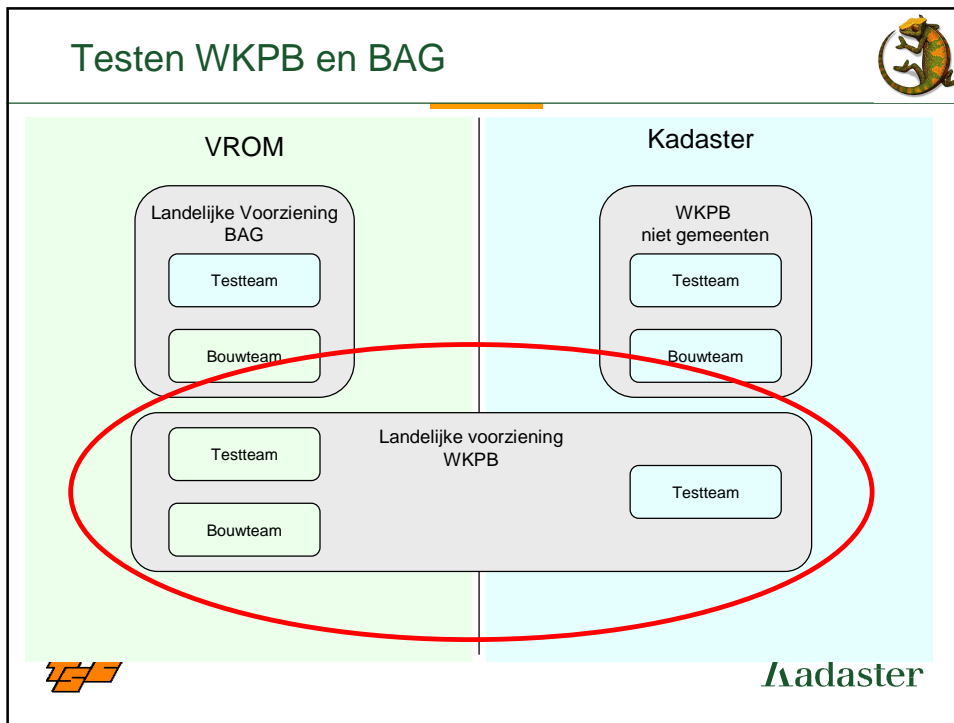 Testen WKPB en BAG
VROM
Kadaster
Landelijke Voorziening
BAG
Testteam
Bouwteam
WKPB
niet gemeenten
Testteam
Bouwteam
Landelijke voorziening
WKPB
Testteam
Bouwteam
Testteam
TSC
Kadaster